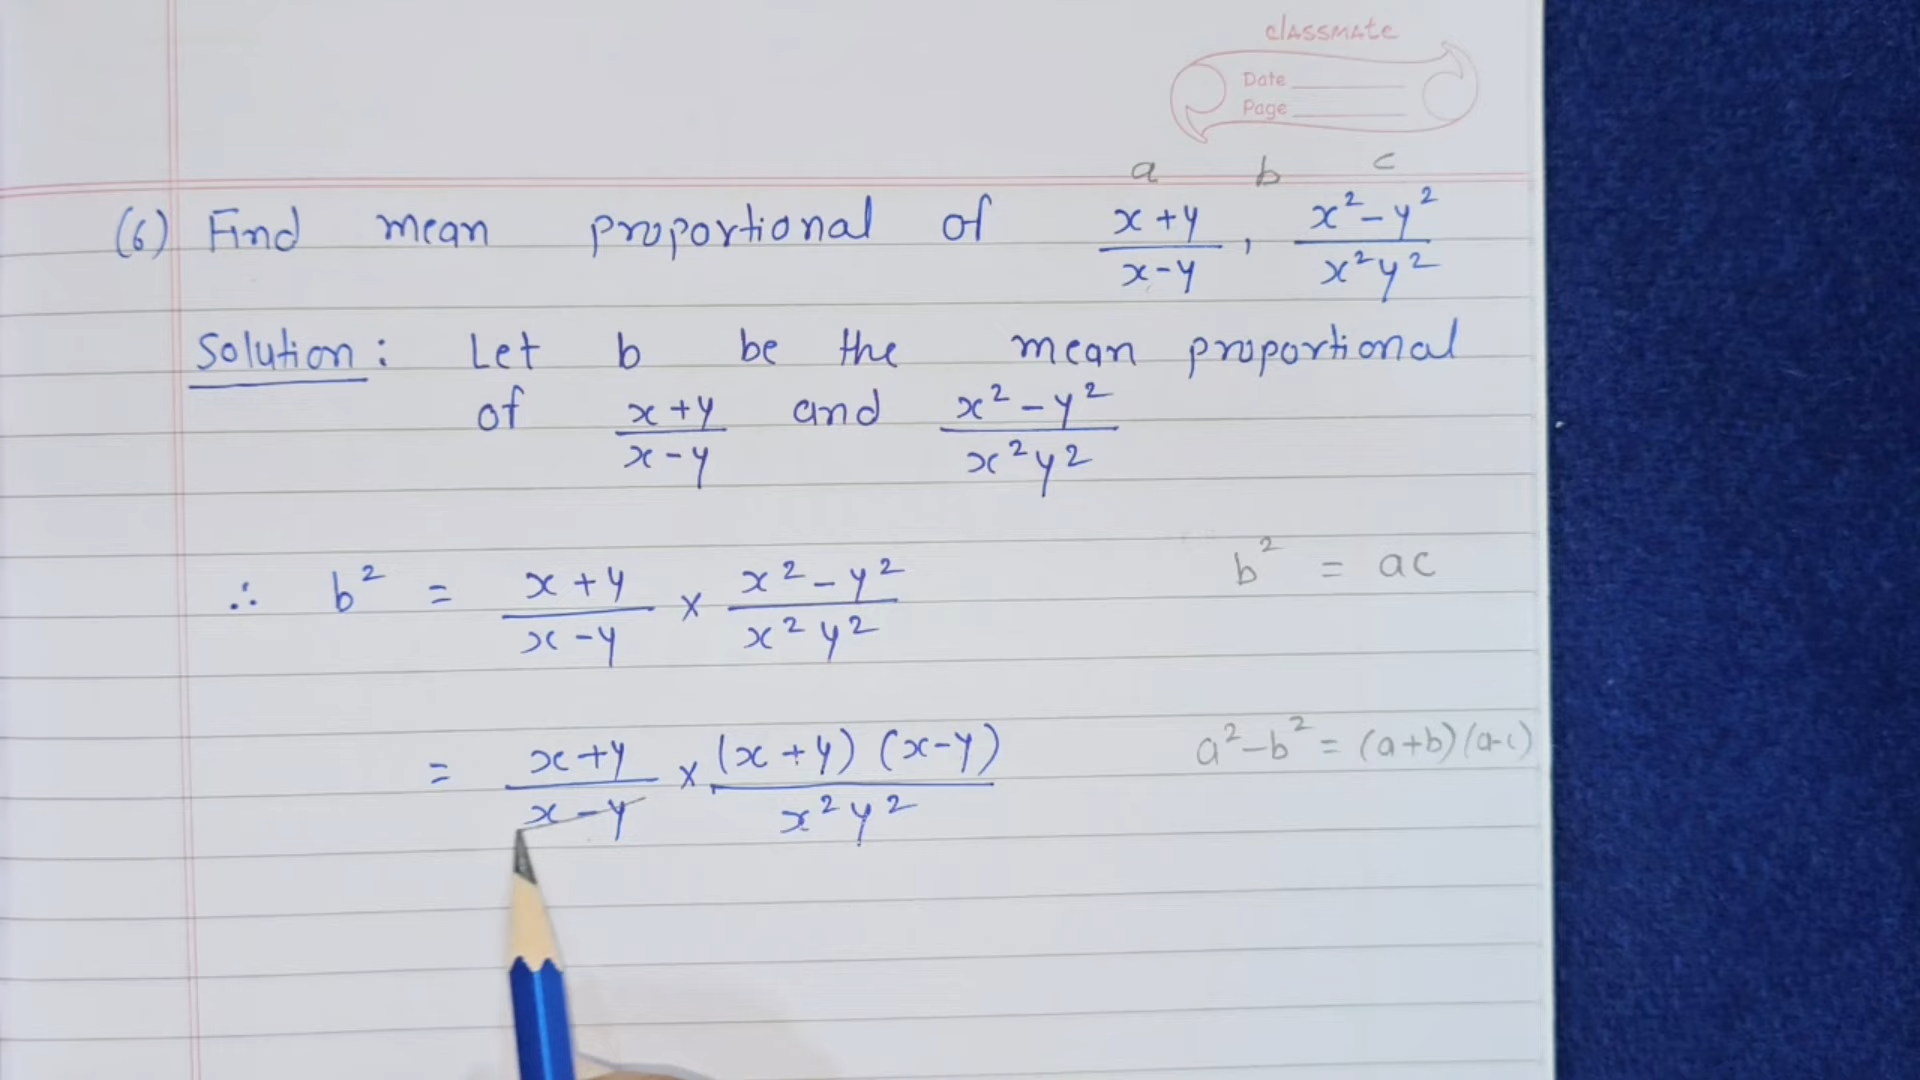 classmate
Date
Page
a b c
(6) Find mean proportional of x+y/x-y , x²-y²/x²y²
Solution: Let b be the mean proportional
of x+y/x-y and x²-y²/x²y²
∴ b² = x+y/x-y × x²-y²/x²y² b² = ac
= x+y/x-y × (x+y)(x-y)/x²y² a²-b² = (a+b)(a-c)